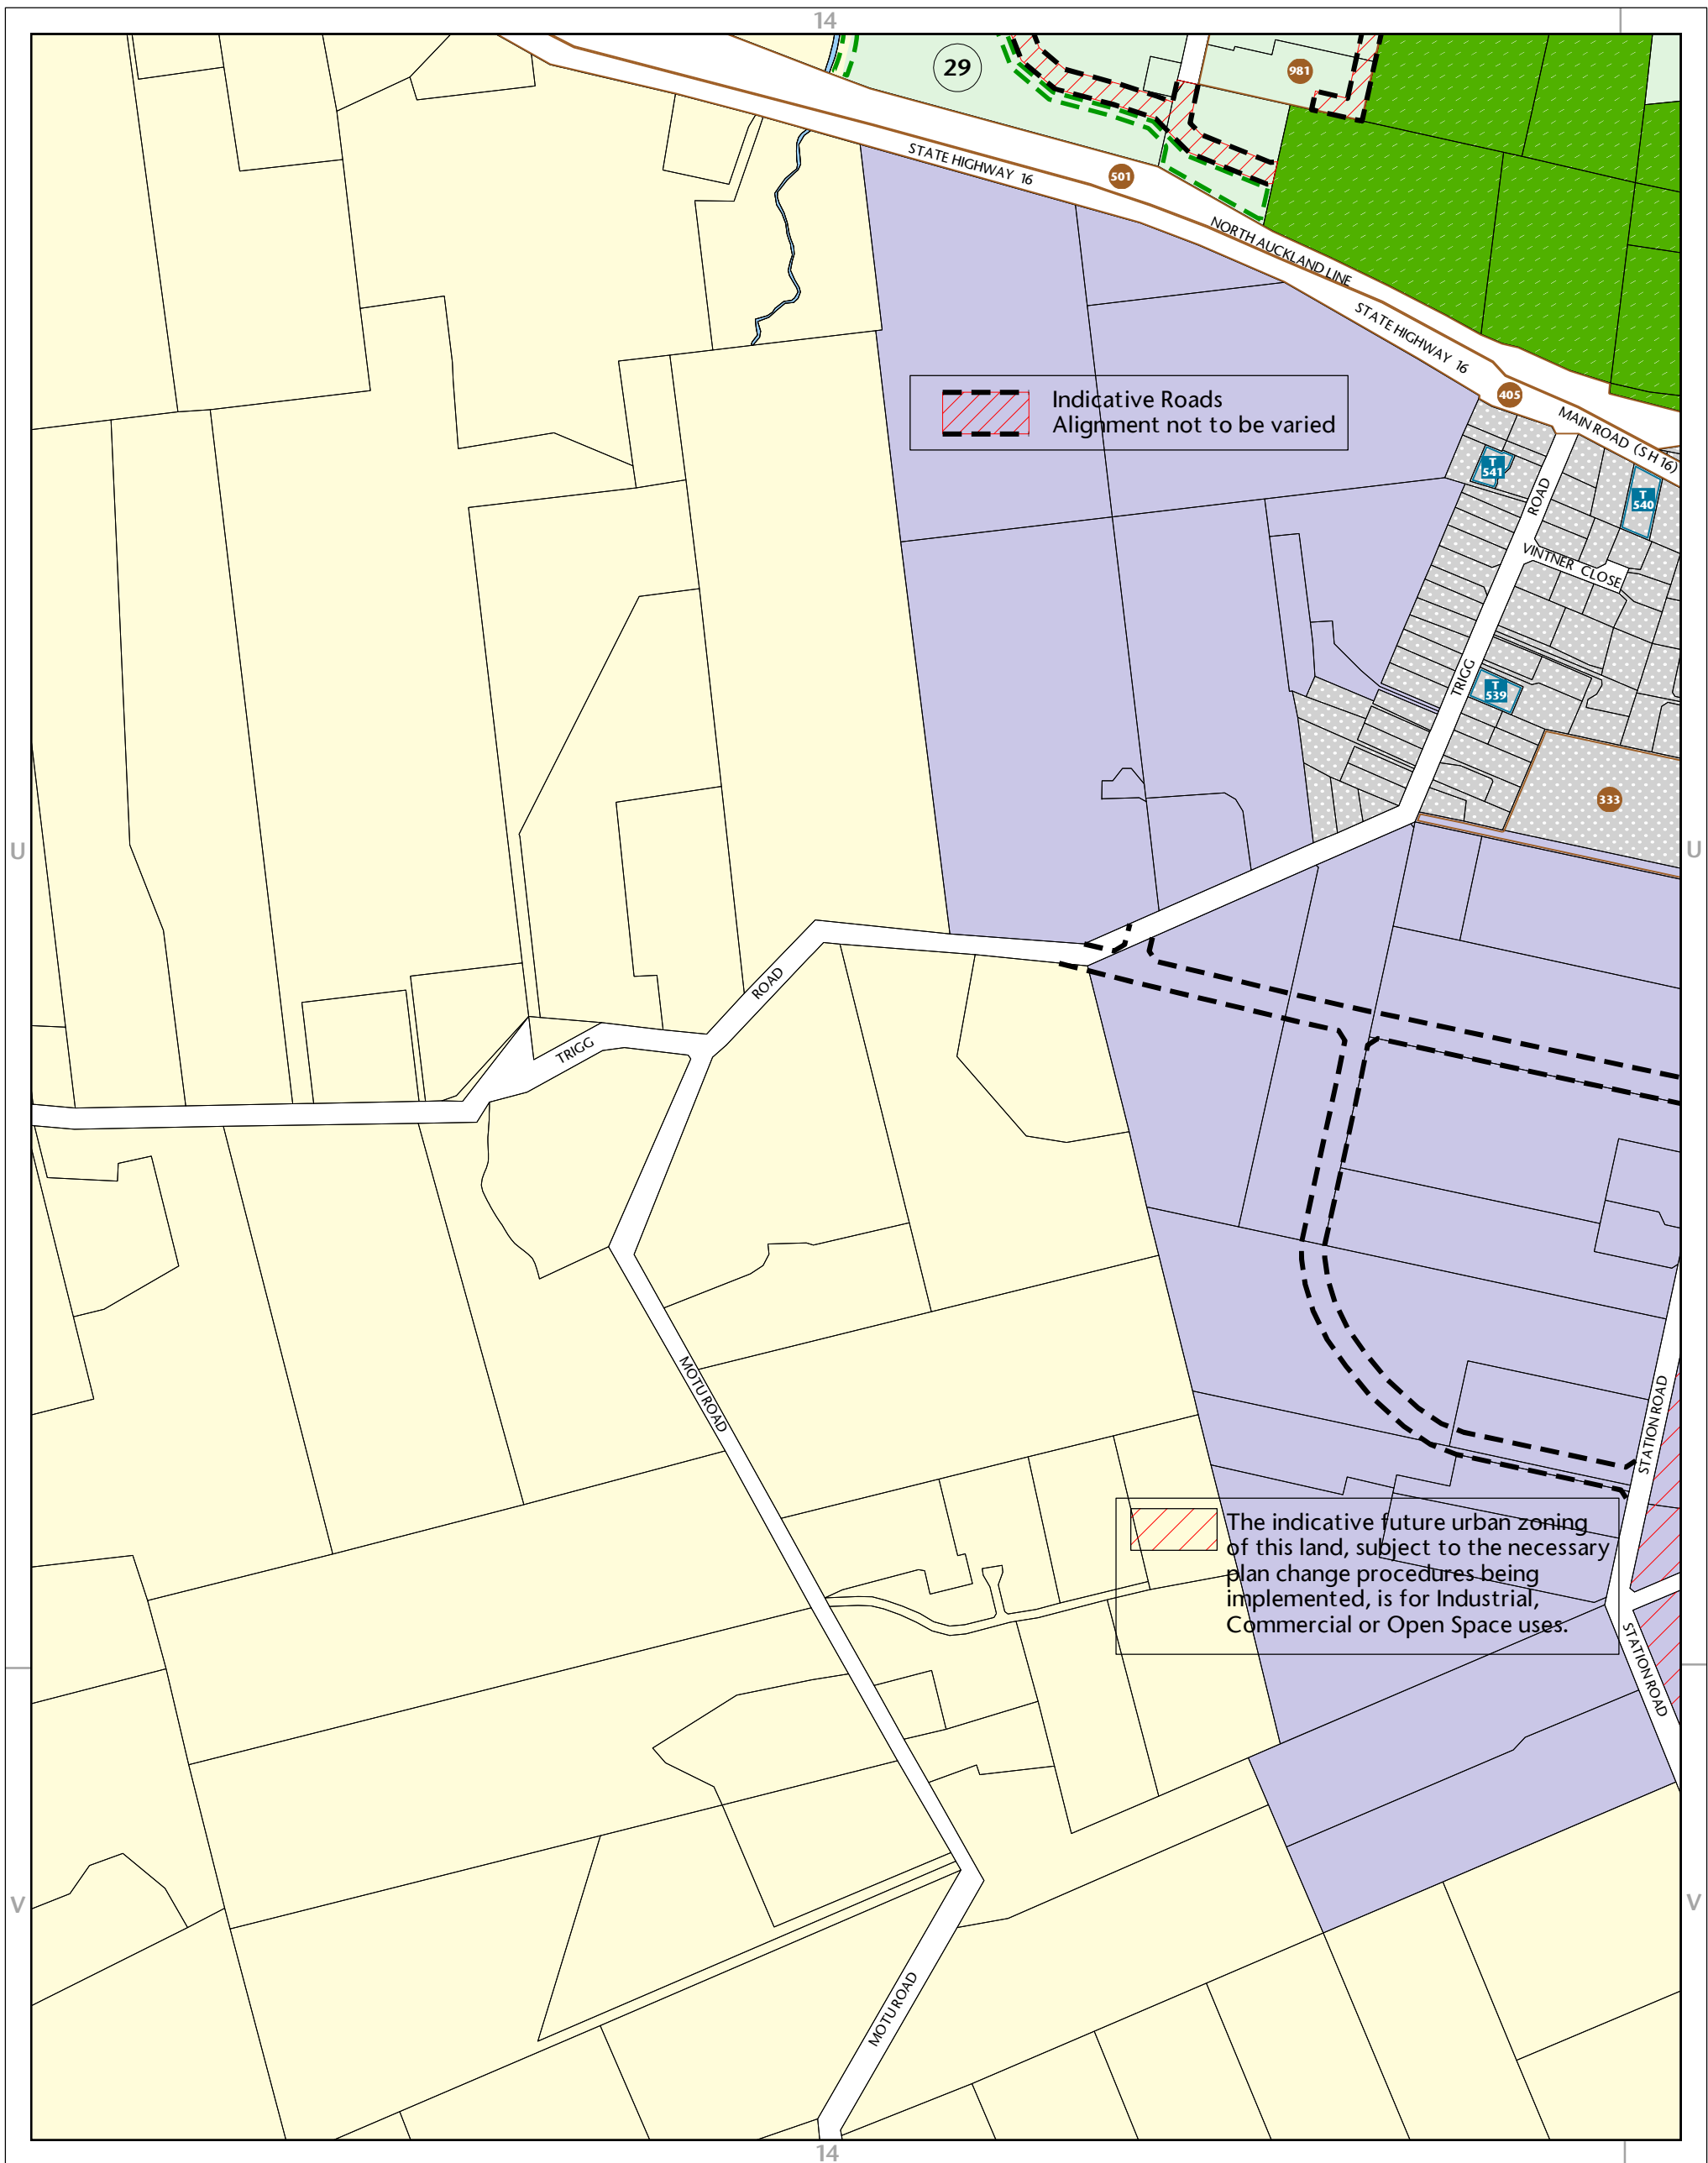 14
29
981
STATE HIGHWAY 16
501
NORTH AUCKLAND LINE
STATE HIGHWAY 16
405
MAIN ROAD (SH16)
Indicative Roads
Alignment not to be varied
T
541
T
540
ROAD
VINTNER CLOSE
TRIGG
T
539
333
U
U
ROAD
TRIGG
MOTU ROAD
STATION ROAD
The indicative future urban zoning
of this land, subject to the necessary
plan change procedures being
implemented, is for Industrial,
Commercial or Open Space uses.
STATION ROAD
V
V
MOTU ROAD
14